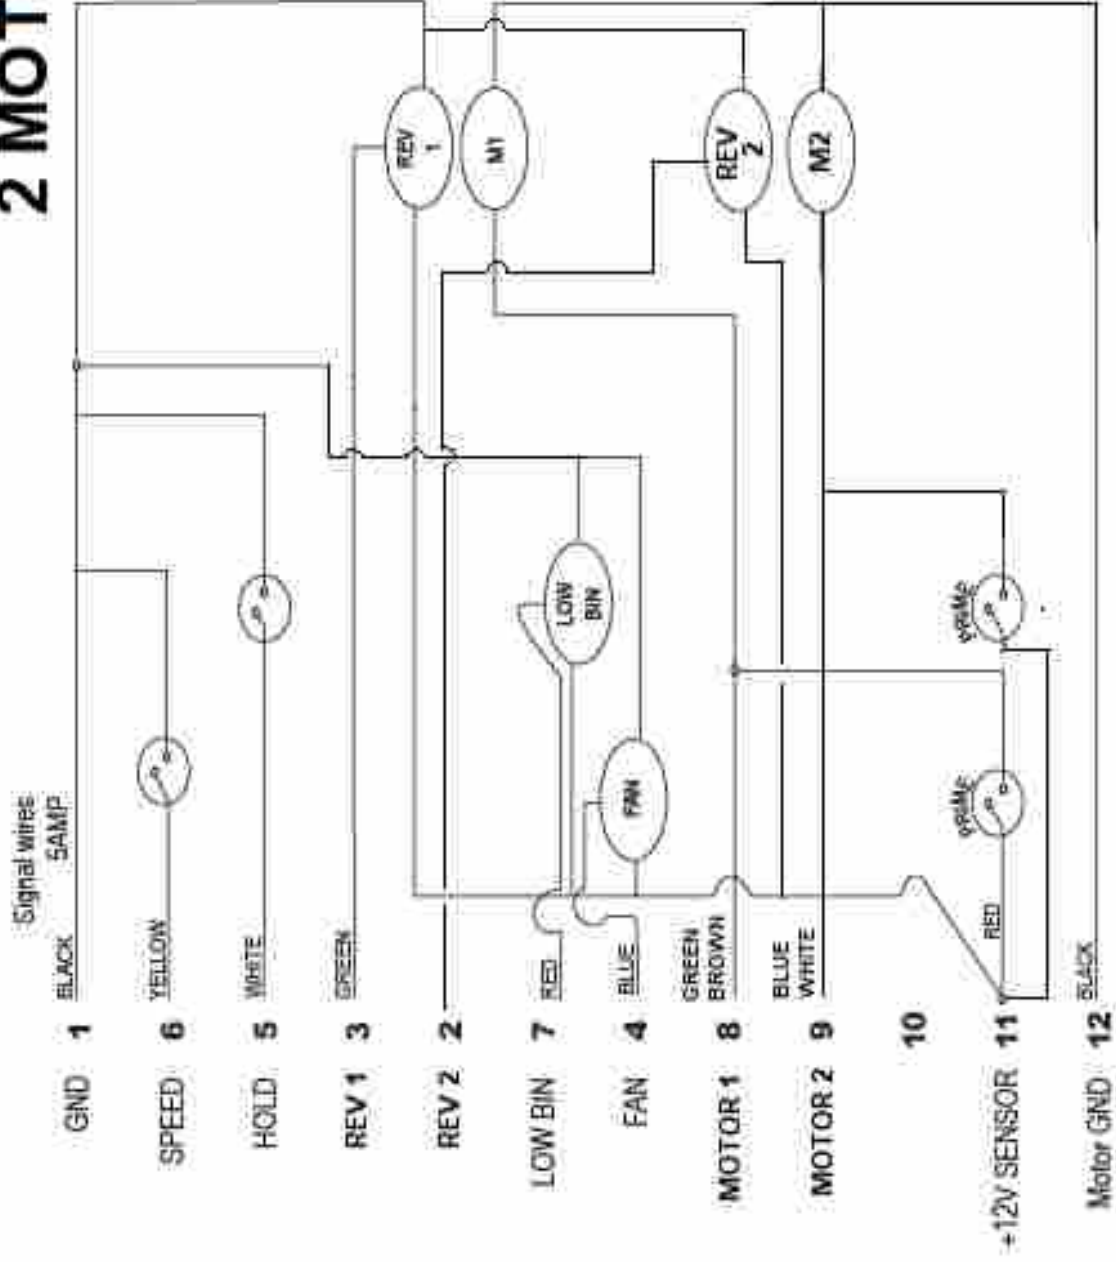 2 MOT
Signal wires
5AMP
GND 1 BLACK
SPEED 6 YELLOW
HOLD 5 WHITE
REV 1 3 GREEN
REV 2 2
LOW BIN 7 RED
FAN 4 BLUE
MOTOR 1 8 GREEN
BROWN
MOTOR 2 9 BLUE
WHITE
10
+12V SENSOR 11 RED
Motor GND 12 BLACK
REV
1
M1
REV
2
M2
LOW
BIN
FAN
PRIME
PRIME